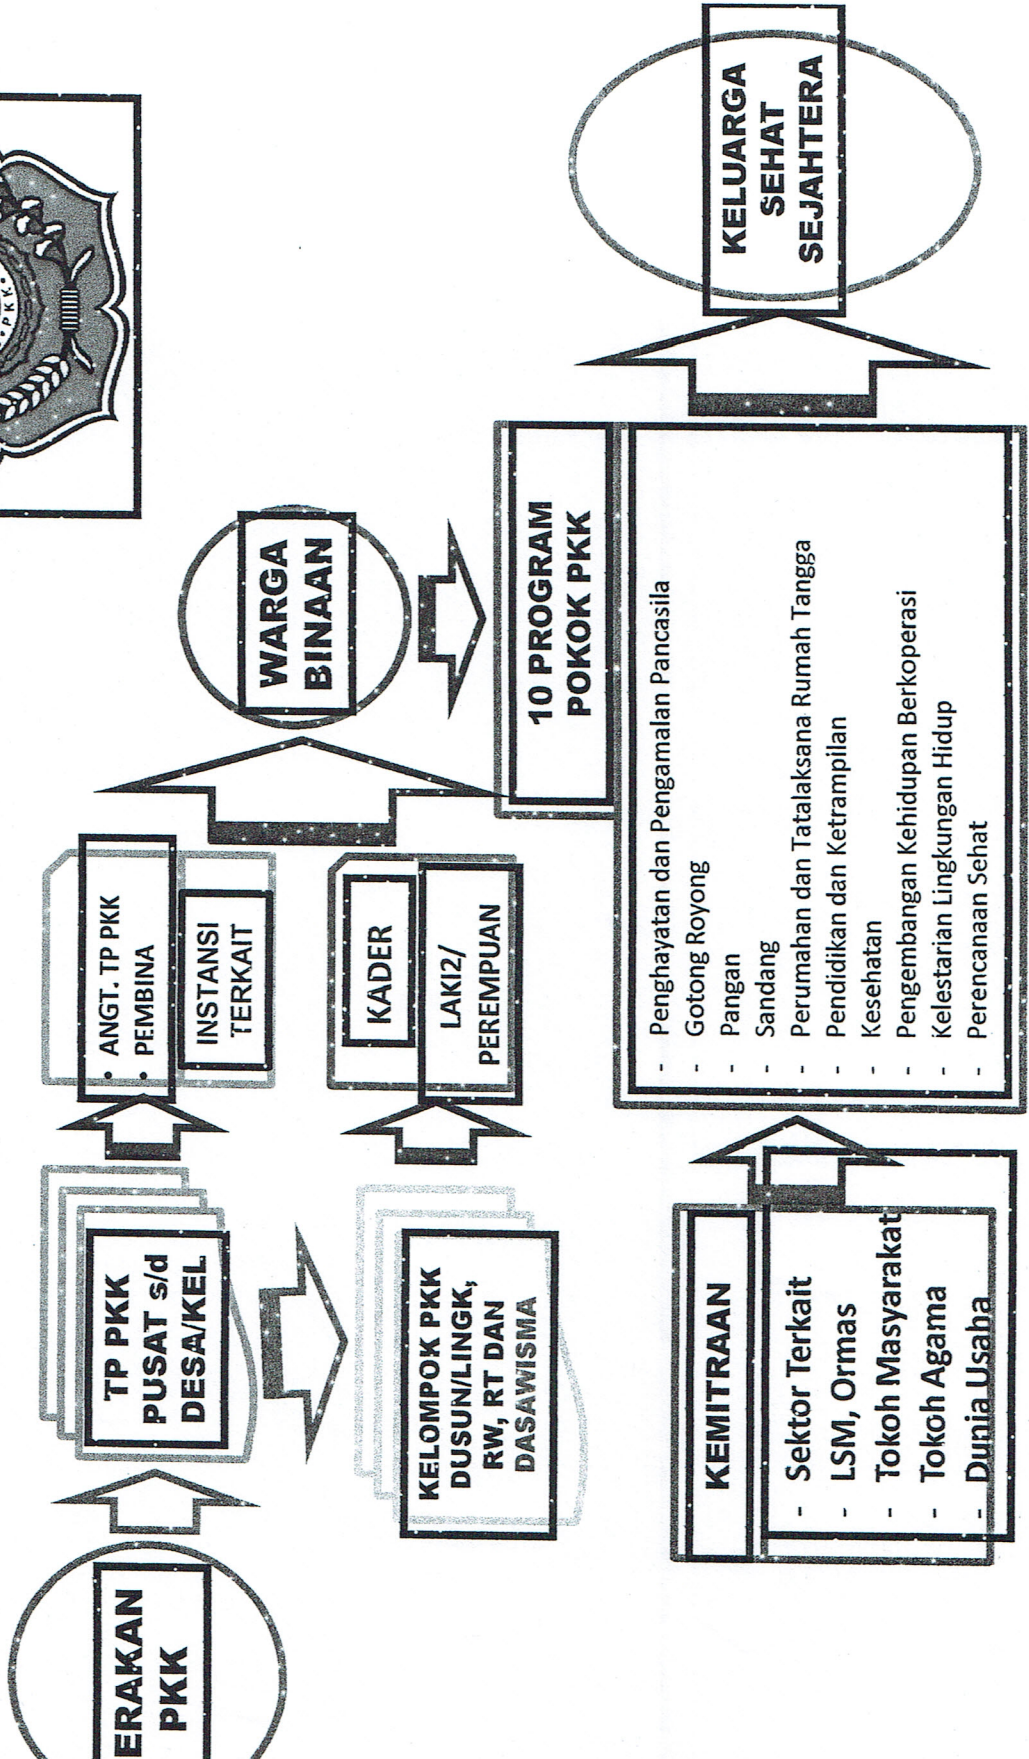 ERAKAN
PKK
TP PKK
PUSAT s/d
DESA/KEL
• ANGT. TP PKK
• PEMBINA
INSTANSI
TERKAIT
KELOMPOK PKK
DUSUN/LINGK,
RW, RT DAN
DASAWISMA
KADER
LAKI2/
PEREMPUAN
WARGA
BINAAN
PKK
10 PROGRAM
POKOK PKK
- Penghayatan dan Pengamalan Pancasila
- Gotong Royong
- Pangan
- Sandang
- Perumahan dan Tatalaksana Rumah Tangga
- Pendidikan dan Ketrampilan
- Kesehatan
- Pengembangan Kehidupan Berkoperasi
- Kelestarian Lingkungan Hidup
- Perencanaan Sehat
KEMITRAAN
- Sektor Terkait
- LSM, Ormas
- Tokoh Masyarakat
- Tokoh Agama
- Dunia Usaha
KELUARGA
SEHAT
SEJAHTERA